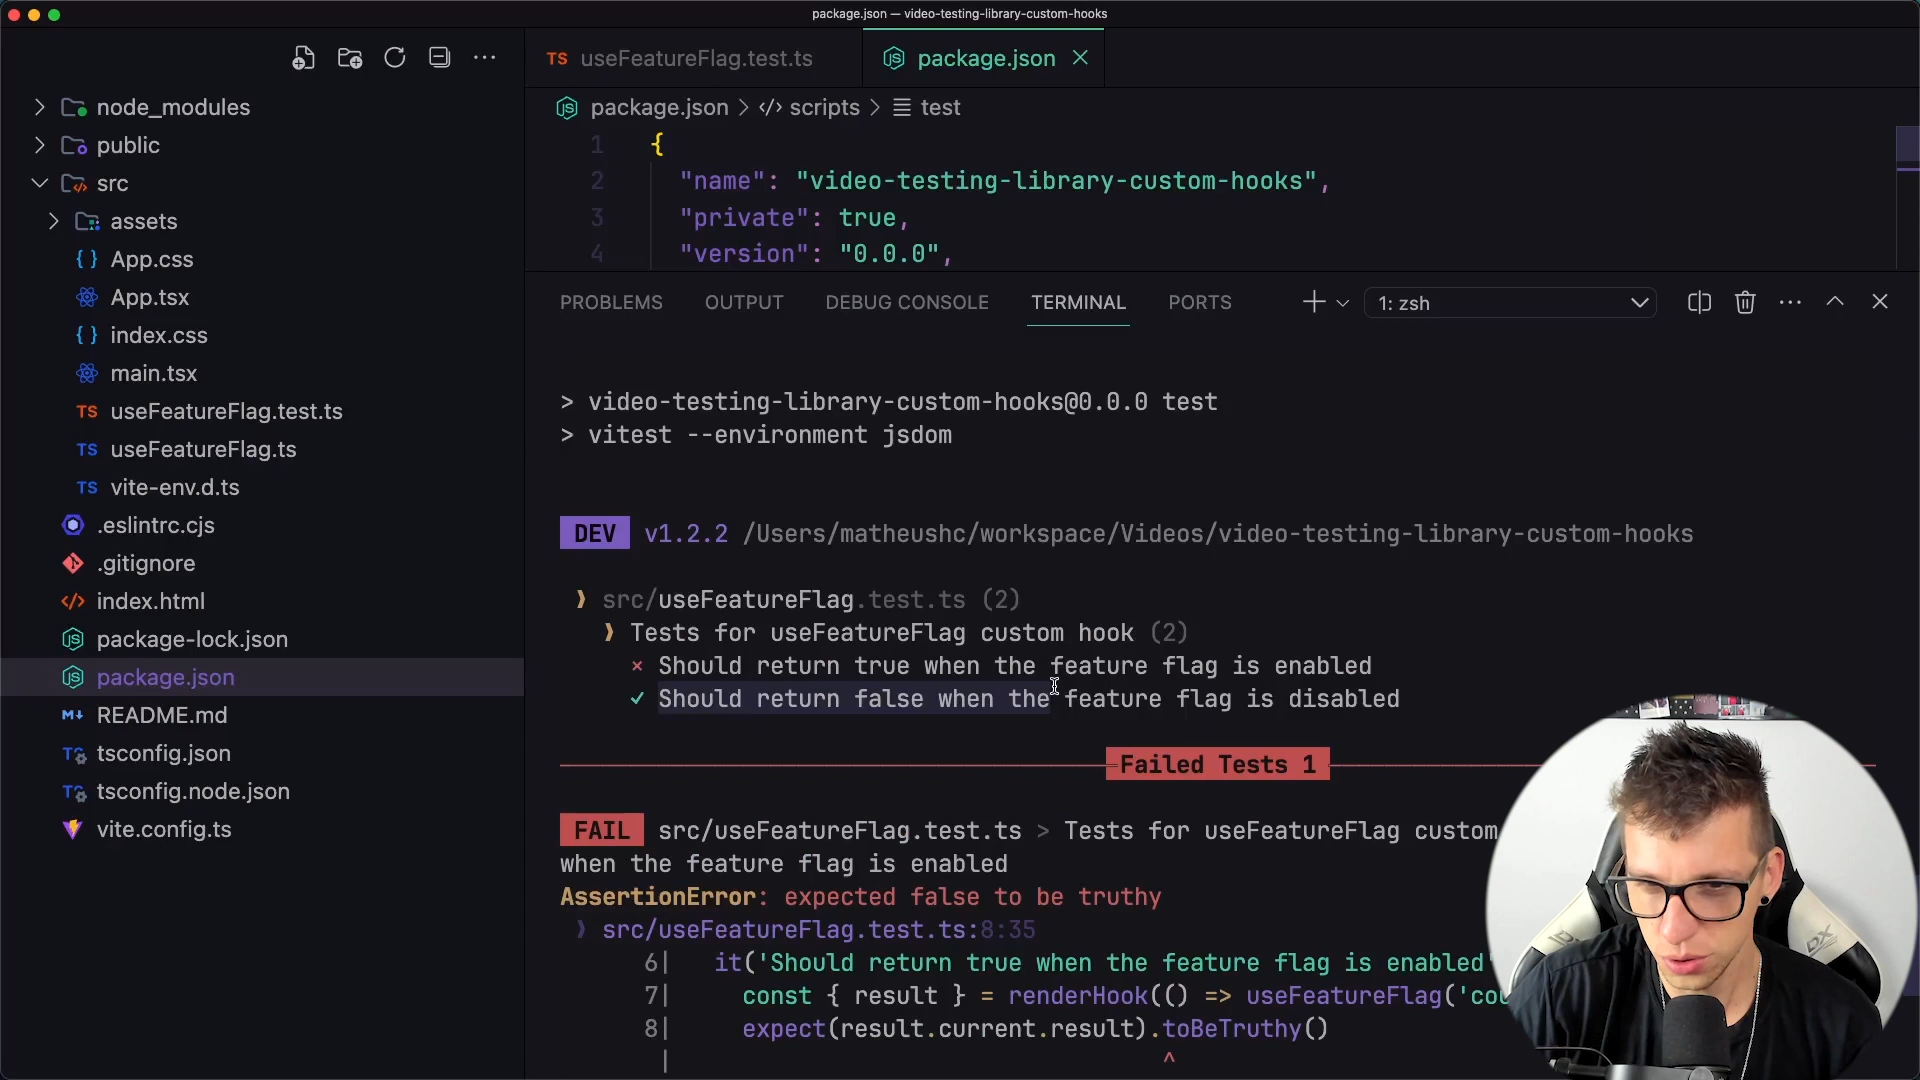 package.json — video-testing-library-custom-hooks
node_modules
public
src
assets
App.css
App.tsx
index.css
main.tsx
TS useFeatureFlag.test.ts
TS useFeatureFlag.ts
TS vite-env.d.ts
.eslintrc.cjs
.gitignore
index.html
package-lock.json
package.json
README.md
tsconfig.json
tsconfig.node.json
vite.config.ts
TS useFeatureFlag.test.ts
package.json
package.json > scripts > test
1 {
2 "name": "video-testing-library-custom-hooks",
3 "private": true,
4 "version": "0.0.0",
PROBLEMS OUTPUT DEBUG CONSOLE TERMINAL PORTS
1: zsh
> video-testing-library-custom-hooks@0.0.0 test
> vitest --environment jsdom
DEV v1.2.2 /Users/matheushc/workspace/Videos/video-testing-library-custom-hooks
❯ src/useFeatureFlag.test.ts (2)
❯ Tests for useFeatureFlag custom hook (2)
× Should return true when the feature flag is enabled
✓ Should return false when the feature flag is disabled
Failed Tests 1
FAIL src/useFeatureFlag.test.ts > Tests for useFeatureFlag custom
when the feature flag is enabled
AssertionError: expected false to be truthy
❯ src/useFeatureFlag.test.ts:8:35
6| it('Should return true when the feature flag is enabled'
7| const { result } = renderHook(() => useFeatureFlag('cou
8| expect(result.current.result).toBeTruthy()
| ^
DX
DX